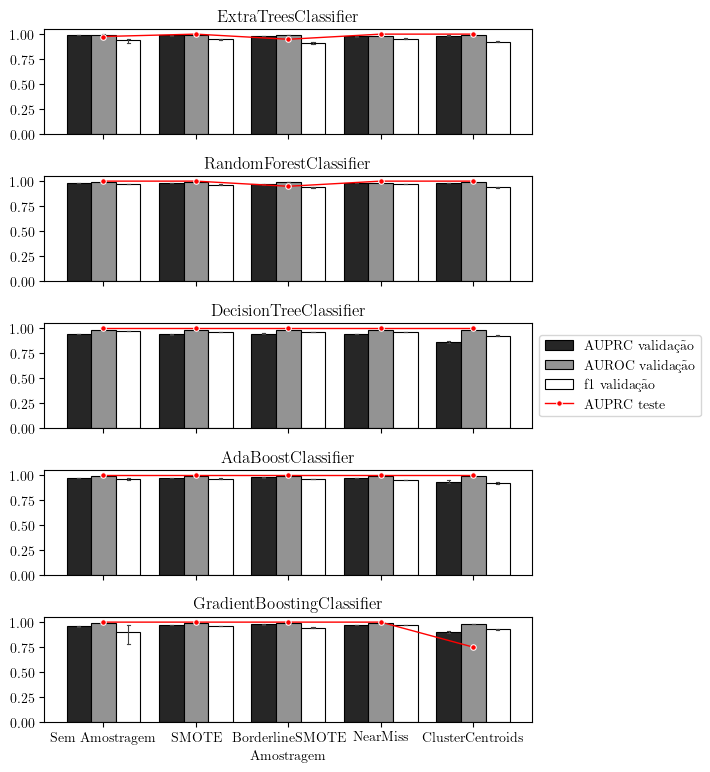 ExtraTreesClassifier
1.00
0.75
0.50
0.25
0.00
RandomForestClassifier
1.00
0.75
0.50
0.25
0.00
DecisionTreeClassifier
1.00
0.75
0.50
0.25
0.00
AUPRC validação
AUROC validação
f1 validação
AUPRC teste
AdaBoostClassifier
1.00
0.75
0.50
0.25
0.00
GradientBoostingClassifier
1.00
0.75
0.50
0.25
0.00
Sem Amostragem SMOTE BorderlineSMOTE NearMiss ClusterCentroids
Amostragem